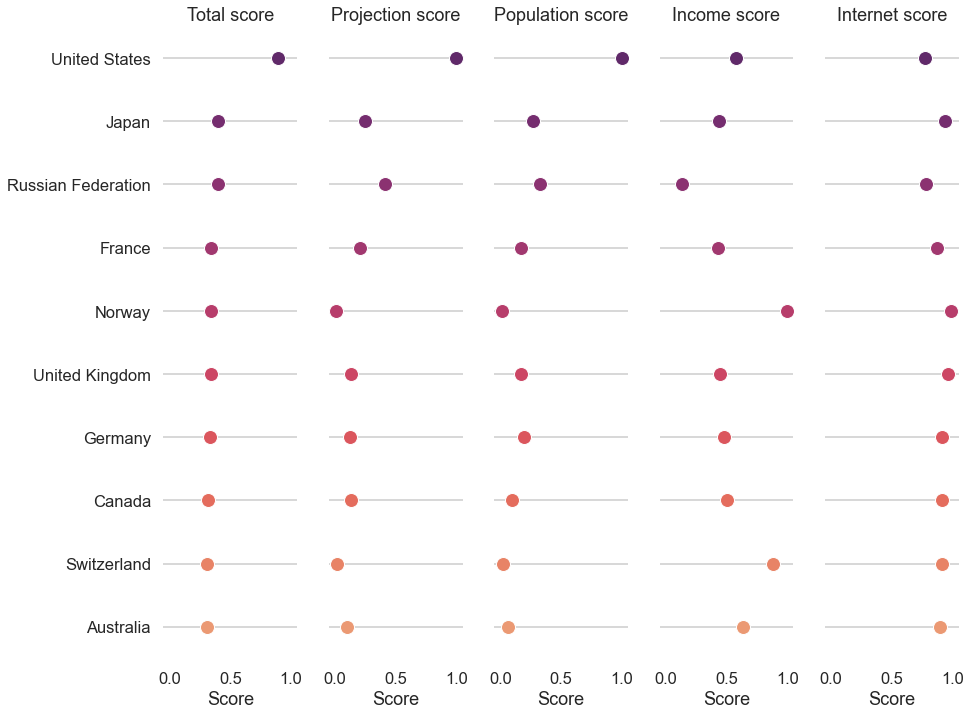 Total score Projection score Population score Income score Internet score
United States
Japan
Russian Federation
France
Norway
United Kingdom
Germany
Canada
Switzerland
Australia
0.0 0.5 1.0 0.0 0.5 1.0 0.0 0.5 1.0 0.0 0.5 1.0 0.0 0.5 1.0
Score Score Score Score Score